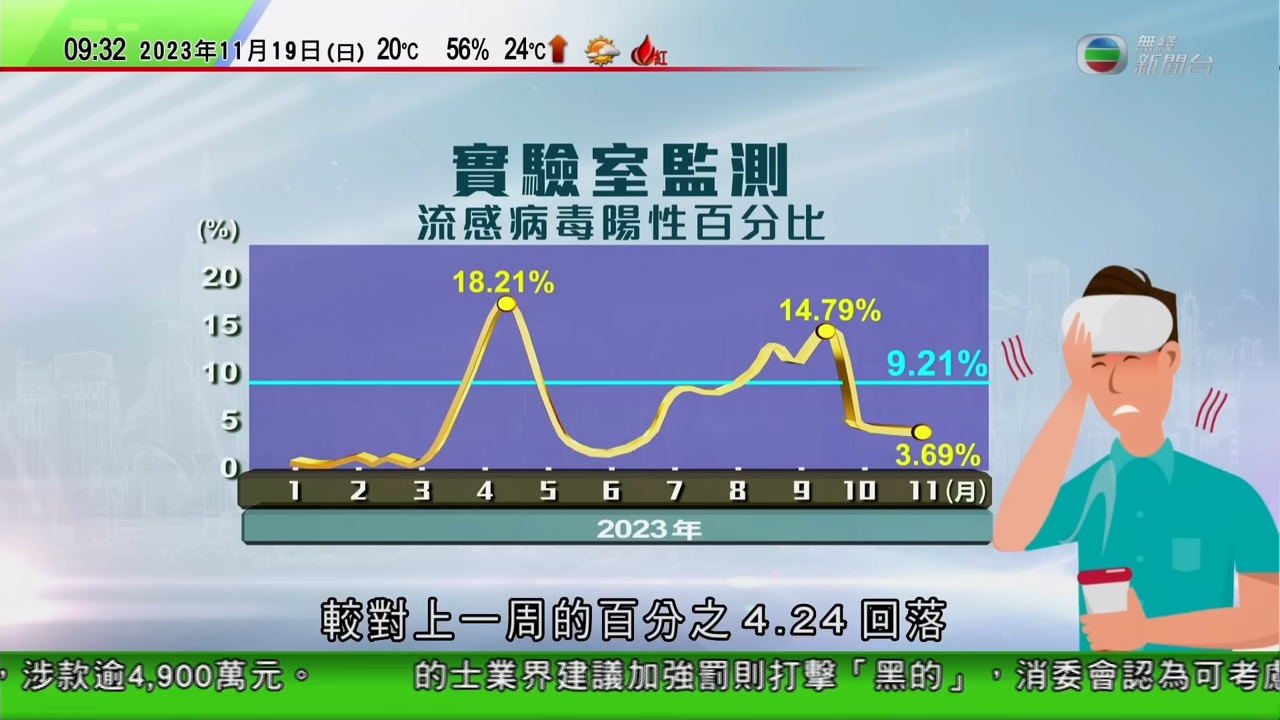 09:32 2023年11月19日(日) 20℃ 56% 24℃ 紅
無綫新聞台
實驗室監測
流感病毒陽性百分比
(%)
20
15
10
5
0
18.21%
14.79%
9.21%
3.69%
1 2 3 4 5 6 7 8 9 10 11(月)
2023年
較對上一周的百分之4.24回落
，涉款逾4,900萬元。 的士業界建議加強罰則打擊「黑的」，消委會認為可考慮